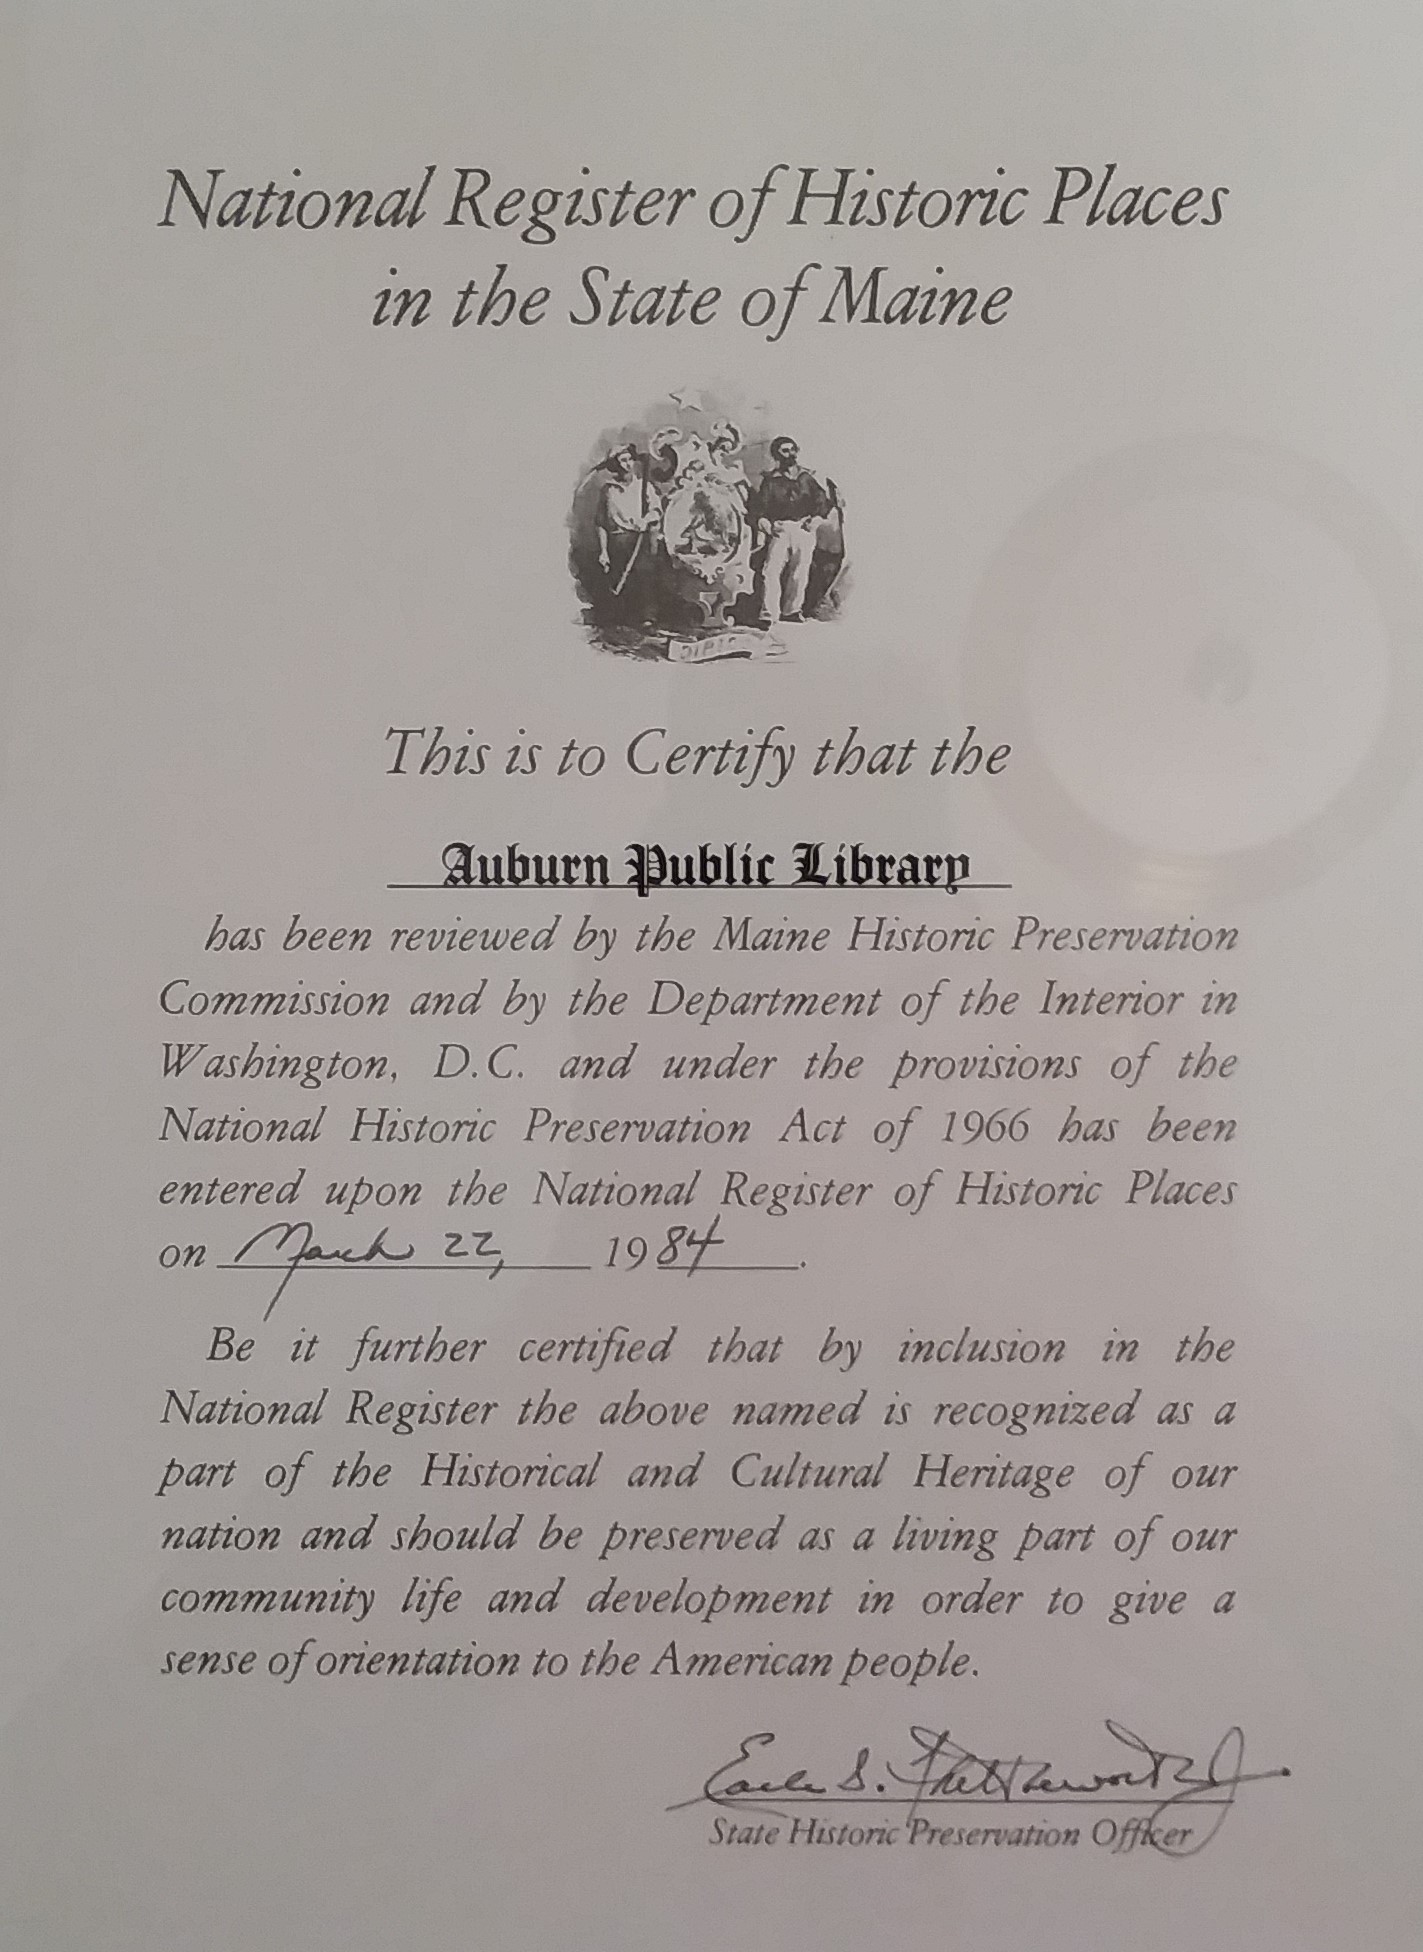 National Register of Historic Places
in the State of Maine
DIRIGO
This is to Certify that the
Auburn Public Library
has been reviewed by the Maine Historic Preservation
Commission and by the Department of the Interior in
Washington, D.C. and under the provisions of the
National Historic Preservation Act of 1966 has been
entered upon the National Register of Historic Places
on March 22, 1984.
Be it further certified that by inclusion in the
National Register the above named is recognized as a
part of the Historical and Cultural Heritage of our
nation and should be preserved as a living part of our
community life and development in order to give a
sense of orientation to the American people.
Earle G. Shettleworth Jr.
State Historic Preservation Officer